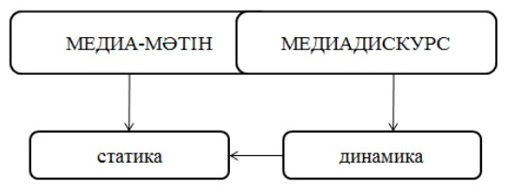 МЕДИА-МӘТІН МЕДИАДИСКУРС
статика динамика